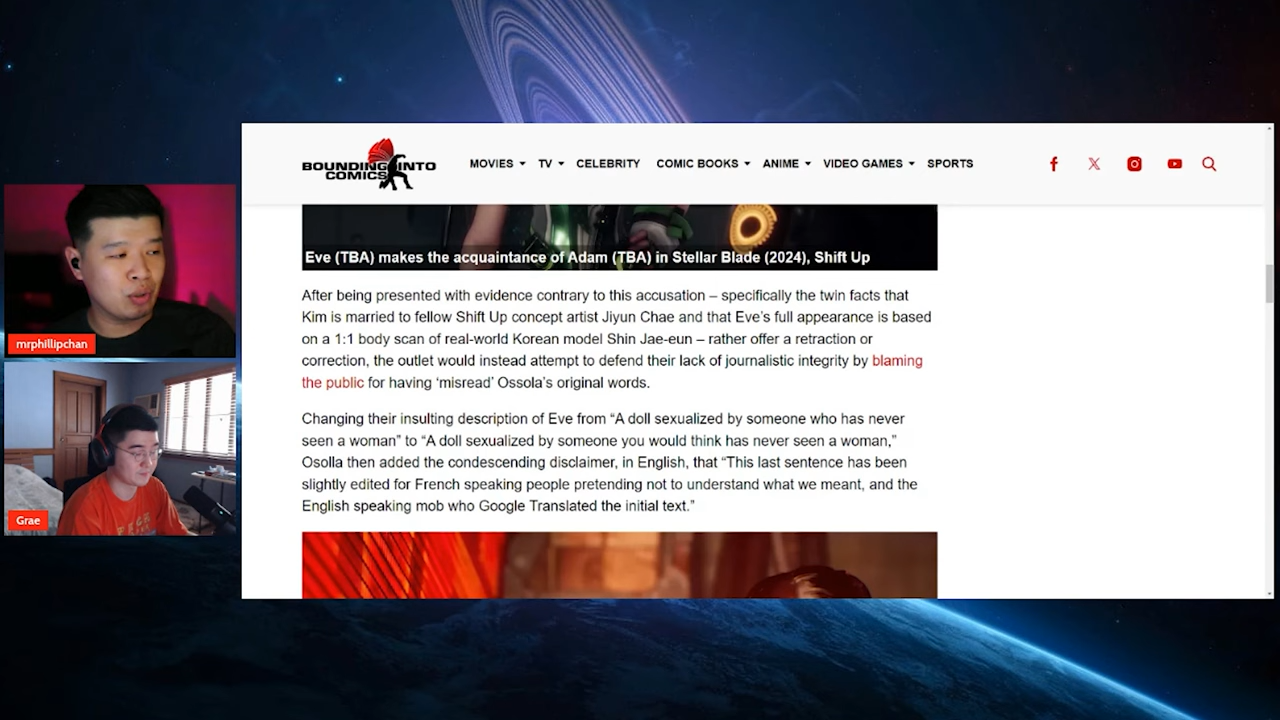 BOUNDING INTO
COMICS
MOVIES TV CELEBRITY COMIC BOOKS ANIME VIDEO GAMES SPORTS
Eve (TBA) makes the acquaintance of Adam (TBA) in Stellar Blade (2024), Shift Up
After being presented with evidence contrary to this accusation – specifically the twin facts that
Kim is married to fellow Shift Up concept artist Jiyun Chae and that Eve's full appearance is based
on a 1:1 body scan of real-world Korean model Shin Jae-eun – rather offer a retraction or
correction, the outlet would instead attempt to defend their lack of journalistic integrity by blaming
the public for having ‘misread’ Ossola's original words.
Changing their insulting description of Eve from “A doll sexualized by someone who has never
seen a woman” to “A doll sexualized by someone you would think has never seen a woman,”
Osolla then added the condescending disclaimer, in English, that “This last sentence has been
slightly edited for French speaking people pretending not to understand what we meant, and the
English speaking mob who Google Translated the initial text.”
mrphillipchan
Grae